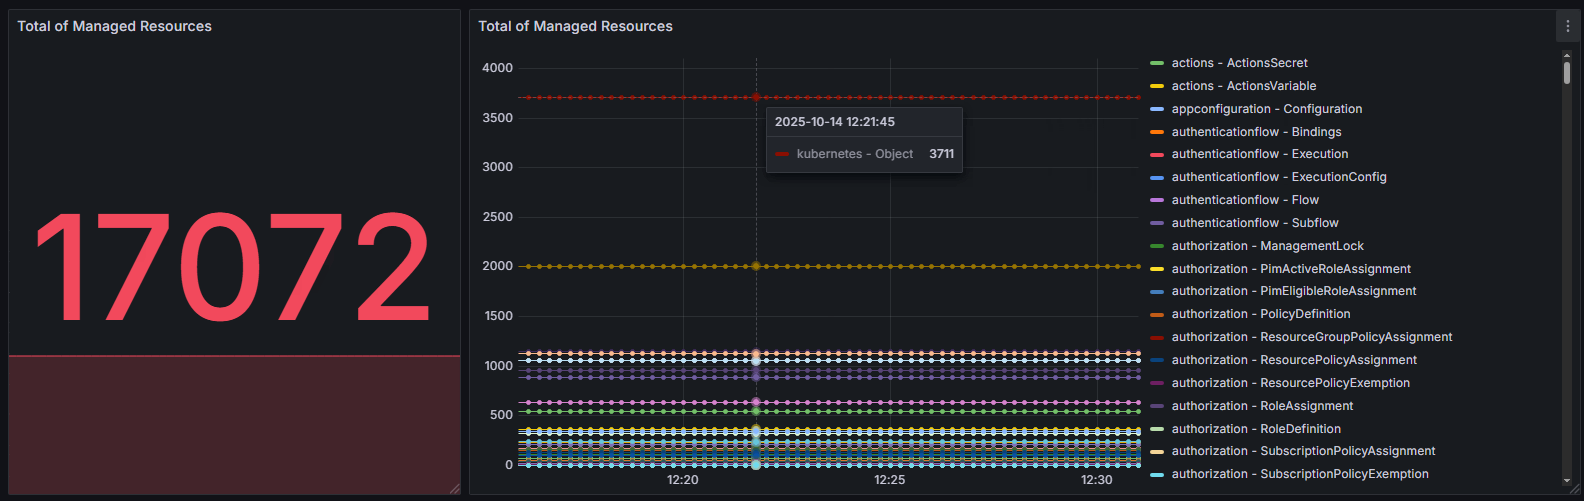 Total of Managed Resources
17072
Total of Managed Resources
4000
3500
3000
2500
2000
1500
1000
500
0
12:20
12:25
12:30
2025-10-14 12:21:45
kubernetes - Object 3711
actions - ActionsSecret
actions - ActionsVariable
appconfiguration - Configuration
authenticationflow - Bindings
authenticationflow - Execution
authenticationflow - ExecutionConfig
authenticationflow - Flow
authenticationflow - Subflow
authorization - ManagementLock
authorization - PimActiveRoleAssignment
authorization - PimEligibleRoleAssignment
authorization - PolicyDefinition
authorization - ResourceGroupPolicyAssignment
authorization - ResourcePolicyAssignment
authorization - ResourcePolicyExemption
authorization - RoleAssignment
authorization - RoleDefinition
authorization - SubscriptionPolicyAssignment
authorization - SubscriptionPolicyExemption